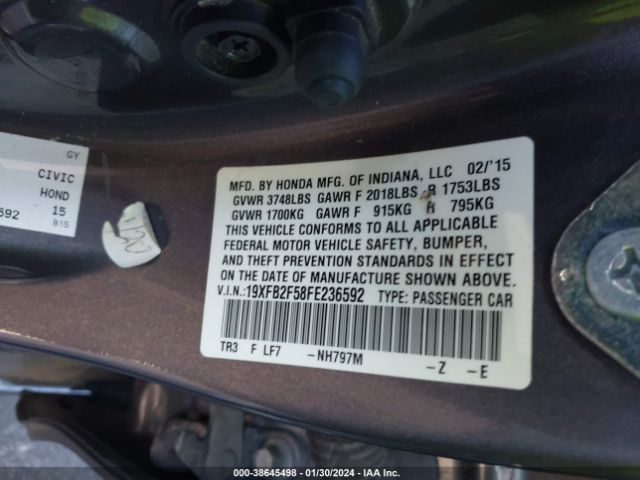 GY
CIVIC
HOND
592 15
B15
MFD. BY HONDA MFG. OF INDIANA, LLC 02/'15
GVWR 3748LBS GAWR F 2018LBS R 1753LBS
GVWR 1700KG GAWR F 915KG R 795KG
THIS VEHICLE CONFORMS TO ALL APPLICABLE
FEDERAL MOTOR VEHICLE SAFETY, BUMPER,
AND THEFT PREVENTION STANDARDS IN EFFECT
ON THE DATE OF MANUFACTURE SHOWN ABOVE.
V.I.N.:19XFB2F58FE236592 TYPE: PASSENGER CAR
TR3 F LF7 -NH797M -Z -E
000-38645498 - 01/30/2024 - IAA Inc.